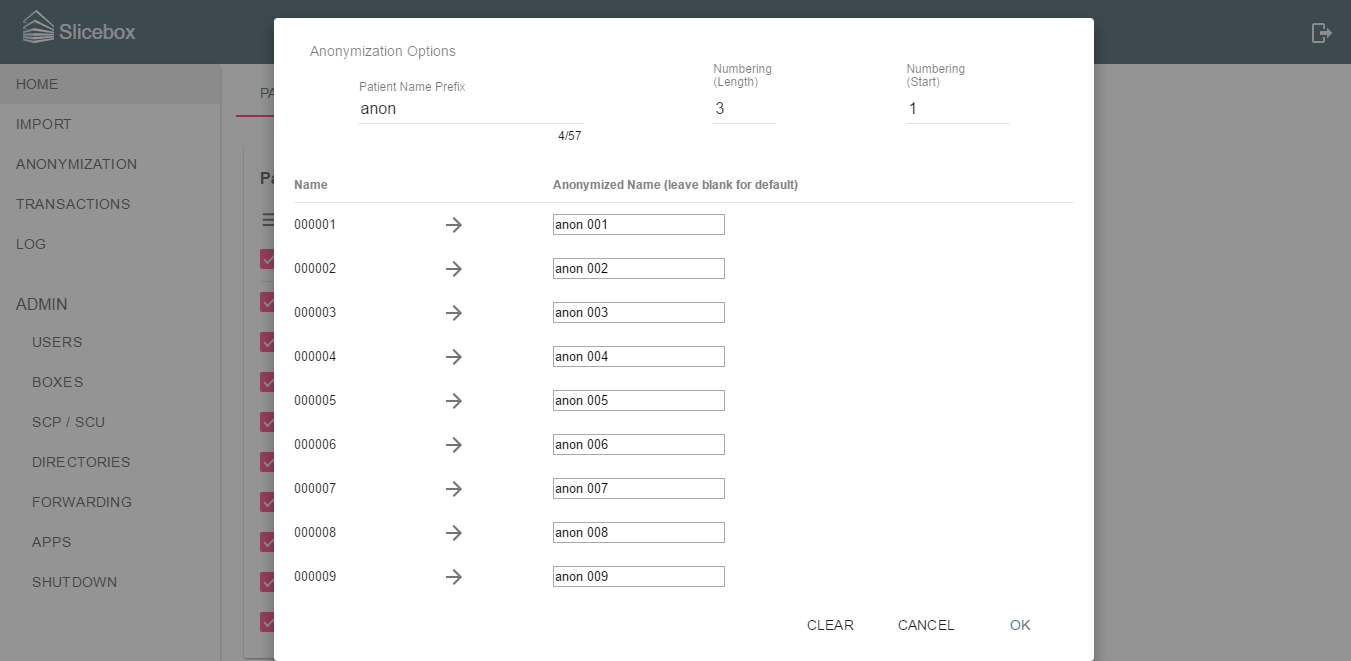 Slicebox
HOME
IMPORT
ANONYMIZATION
TRANSACTIONS
LOG
ADMIN
USERS
BOXES
SCP / SCU
DIRECTORIES
FORWARDING
APPS
SHUTDOWN
PA
Pa
Anonymization Options
Patient Name Prefix
anon
4/57
Numbering
(Length)
3
Numbering
(Start)
1
Name Anonymized Name (leave blank for default)
000001 anon 001
000002 anon 002
000003 anon 003
000004 anon 004
000005 anon 005
000006 anon 006
000007 anon 007
000008 anon 008
000009 anon 009
CLEAR CANCEL OK